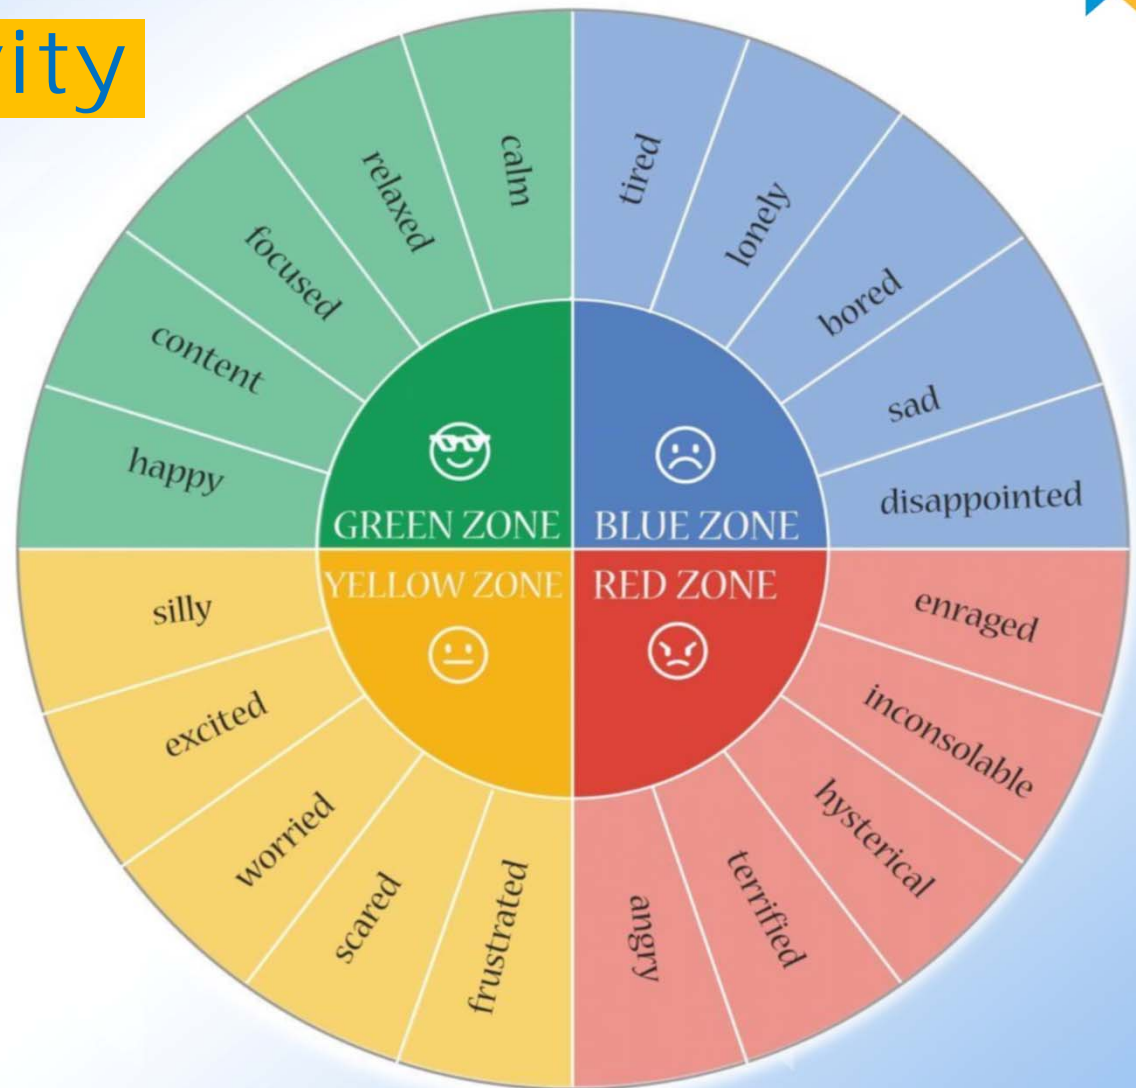 calm
relaxed
focused
content
happy
tired
lonely
bored
sad
disappointed
GREEN ZONE
BLUE ZONE
YELLOW ZONE
RED ZONE
silly
excited
worried
scared
frustrated
enraged
inconsolable
hysterical
terrified
angry